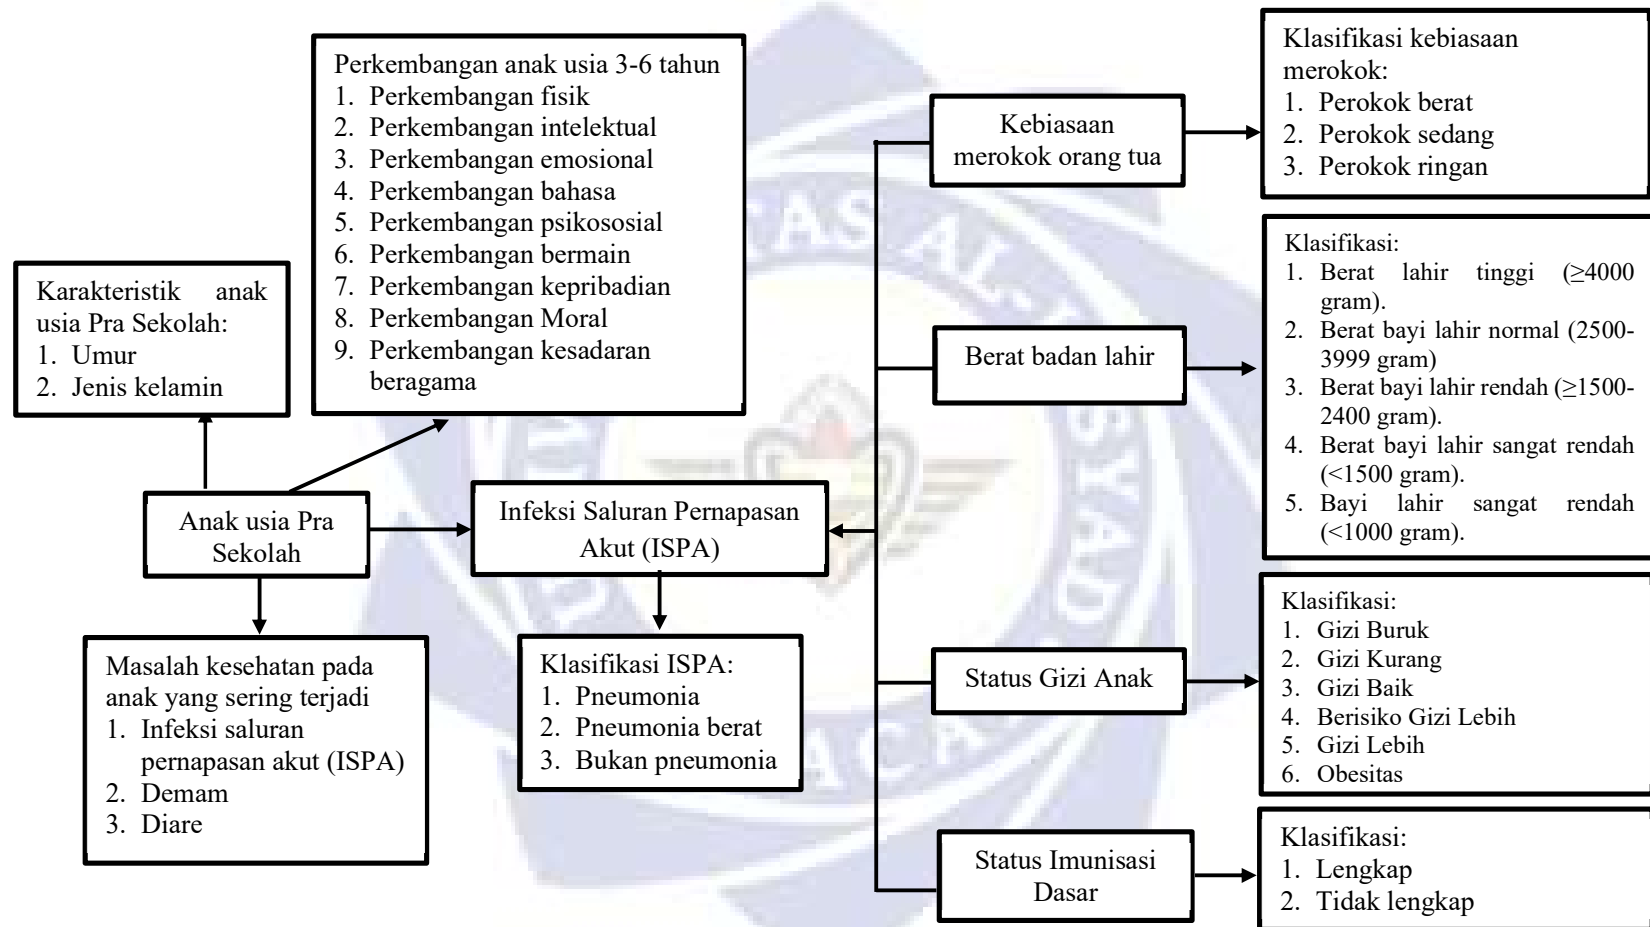 Perkembangan anak usia 3-6 tahun
1. Perkembangan fisik
2. Perkembangan intelektual
3. Perkembangan emosional
4. Perkembangan bahasa
5. Perkembangan psikososial
6. Perkembangan bermain
7. Perkembangan kepribadian
8. Perkembangan Moral
9. Perkembangan kesadaran
beragama
Karakteristik anak
usia Pra Sekolah:
1. Umur
2. Jenis kelamin
Anak usia Pra
Sekolah
Masalah kesehatan pada
anak yang sering terjadi
1. Infeksi saluran
pernapasan akut (ISPA)
2. Demam
3. Diare
Infeksi Saluran Pernapasan
Akut (ISPA)
Klasifikasi ISPA:
1. Pneumonia
2. Pneumonia berat
3. Bukan pneumonia
Kebiasaan
merokok orang tua
Klasifikasi kebiasaan
merokok:
1. Perokok berat
2. Perokok sedang
3. Perokok ringan
Berat badan lahir
Klasifikasi:
1. Berat lahir tinggi (≥4000
gram).
2. Berat bayi lahir normal (2500-
3999 gram)
3. Berat bayi lahir rendah (≥1500-
2400 gram).
4. Berat bayi lahir sangat rendah
(<1500 gram).
5. Bayi lahir sangat rendah
(<1000 gram).
Status Gizi Anak
Klasifikasi:
1. Gizi Buruk
2. Gizi Kurang
3. Gizi Baik
4. Berisiko Gizi Lebih
5. Gizi Lebih
6. Obesitas
Status Imunisasi
Dasar
Klasifikasi:
1. Lengkap
2. Tidak lengkap